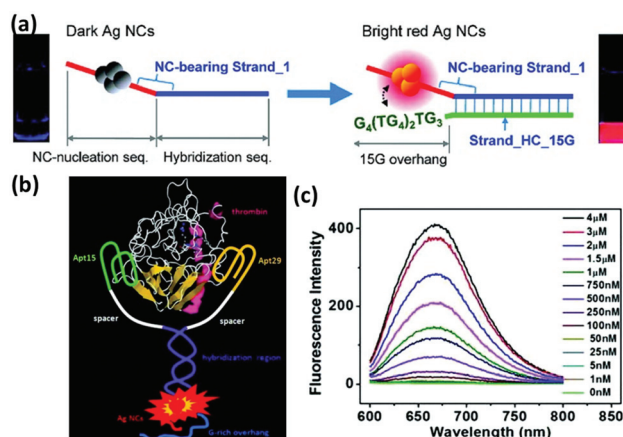 (a)
Dark Ag NCs
Bright red Ag NCs
NC-bearing Strand_1
NC-bearing Strand_1
G₄(TG₄)₂TG₃
Strand_HC_15G
NC-nucleation seq.
Hybridization seq.
15G overhang
(b)
thrombin
Apt15
Apt29
spacer
spacer
hybridization region
Ag NCs
G-rich overhang
(c)
Fluorescence Intensity
400
300
200
100
0
600
650
700
750
800
850
Wavelength (nm)
4μM
3μM
2μM
1.5μM
1μM
750nM
500nM
250nM
100nM
50nM
25nM
5nM
1nM
0nM